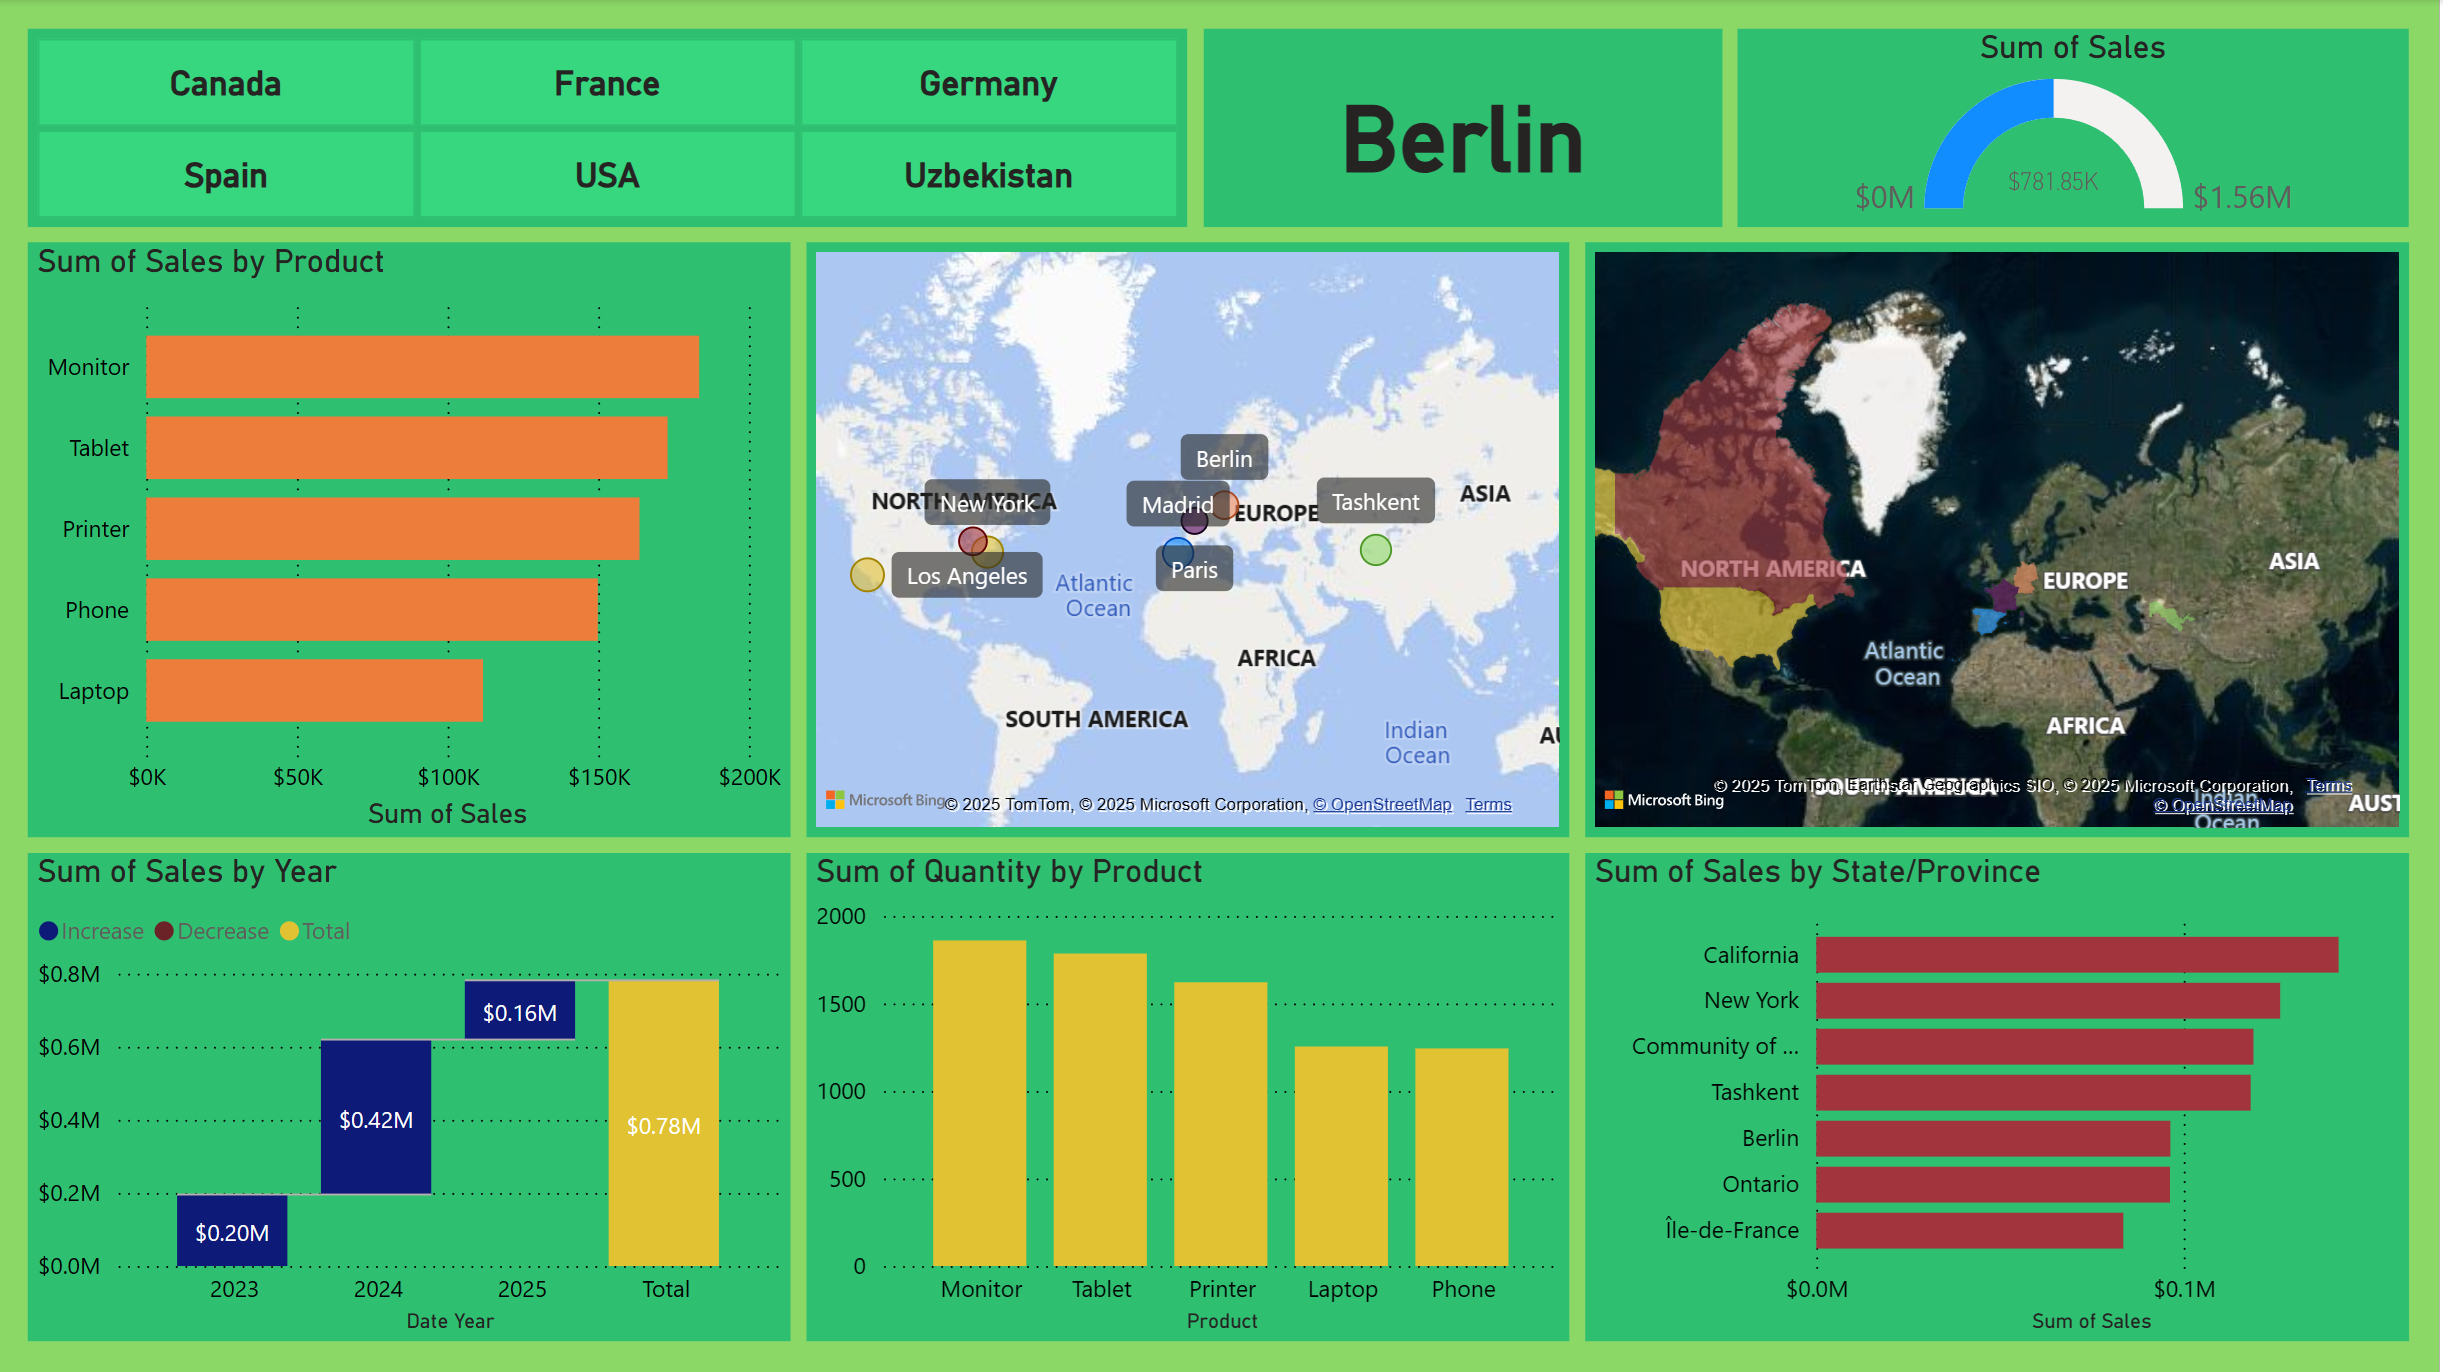 Canada
France
Germany
Spain
USA
Uzbekistan
Berlin
Sum of Sales
$781.85K
$0M
$1.56M
Sum of Sales by Product
Monitor
Tablet
Printer
Phone
Laptop
$0K
$50K
$100K
$150K
$200K
Sum of Sales
Berlin
NORTH AMERICA
New York
Madrid
EUROPE
Tashkent
ASIA
Los Angeles
Paris
Atlantic
Ocean
AFRICA
SOUTH AMERICA
Indian
Ocean
AU
Microsoft Bing
© 2025 TomTom, © 2025 Microsoft Corporation, © OpenStreetMap Terms
NORTH AMERICA
EUROPE
ASIA
Atlantic
Ocean
AFRICA
SOUTH AMERICA
© 2025 TomTom, Earthstar Geographics SIO, © 2025 Microsoft Corporation, Terms
Microsoft Bing
© OpenStreetMap
Indian
Ocean
AUST
Sum of Sales by Year
Increase
Decrease
Total
$0.8M
$0.6M
$0.4M
$0.2M
$0.0M
$0.20M
$0.42M
$0.16M
$0.78M
2023
2024
2025
Total
Date Year
Sum of Quantity by Product
2000
1500
1000
500
0
Monitor
Tablet
Printer
Laptop
Phone
Product
Sum of Sales by State/Province
California
New York
Community of ...
Tashkent
Berlin
Ontario
Île-de-France
$0.0M
$0.1M
Sum of Sales